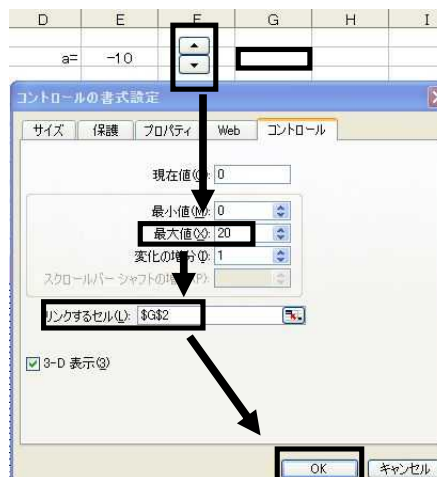 D E F G H I
a= -10
コントロールの書式設定
サイズ 保護 プロパティ Web コントロール
現在値(C): 0
最小値(M): 0
最大値(X): 20
変化の増分(I): 1
スクロールバー シャフトの増分(P):
リンクするセル(L): $G$2
3-D 表示(3)
OK キャンセル